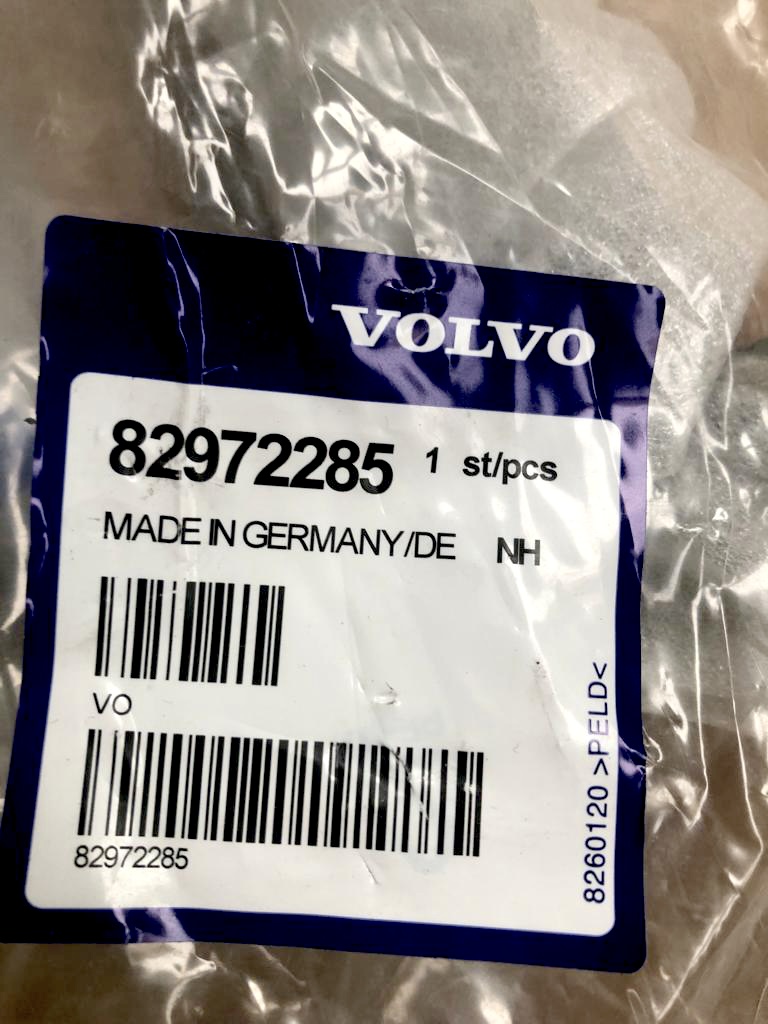 VOLVO
82972285 1 st/pcs
MADE IN GERMANY/DE NH
VO
82972285
8260120 >PELD<